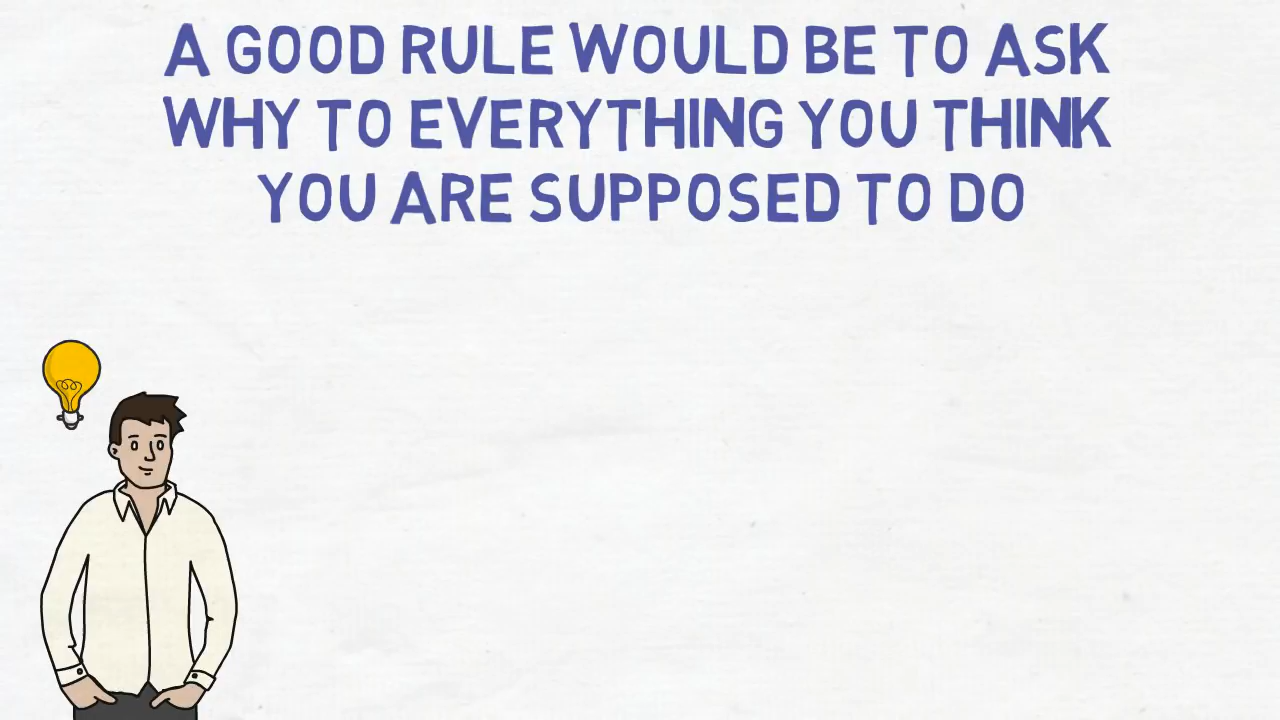 A GOOD RULE WOULD BE TO ASK
WHY TO EVERYTHING YOU THINK
YOU ARE SUPPOSED TO DO